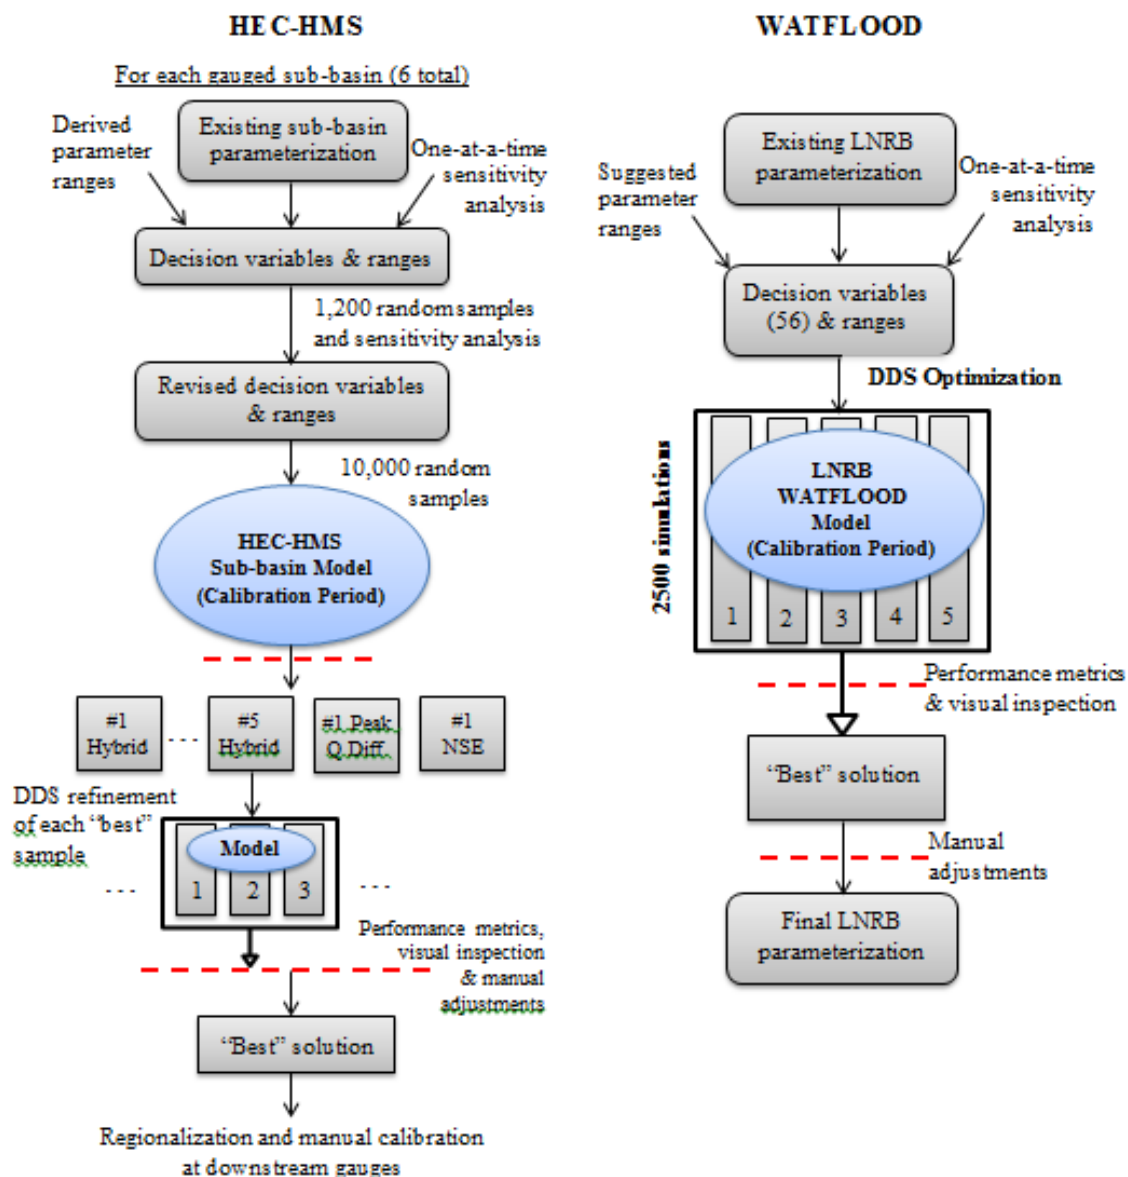 HEC-HMS
For each gauged sub-basin (6 total)
Derived
parameter
ranges
Existing sub-basin
parameterization
One-at-a-time
sensitivity
analysis
Decision variables & ranges
1,200 random samples
and sensitivity analysis
Revised decision variables
& ranges
10,000 random
samples
HEC-HMS
Sub-basin Model
(Calibration Period)
#1
Hybrid
- - -
#5
Hybrid
#1 Peak
Q Diff.
#1
NSE
DDS refinement
of each “best”
sample
Model
1 2 3
- - -
- - -
Performance metrics,
visual inspection
& manual
adjustments
“Best” solution
Regionalization and manual calibration
at downstream gauges
WATFLOOD
Existing LNRB
parameterization
Suggested
parameter
ranges
One-at-a-time
sensitivity
analysis
Decision variables
(56) & ranges
DDS Optimization
2500 simulations
LNRB
WATFLOOD
Model
(Calibration Period)
1 2 3 4 5
Performance metrics
& visual inspection
“Best” solution
Manual
adjustments
Final LNRB
parameterization